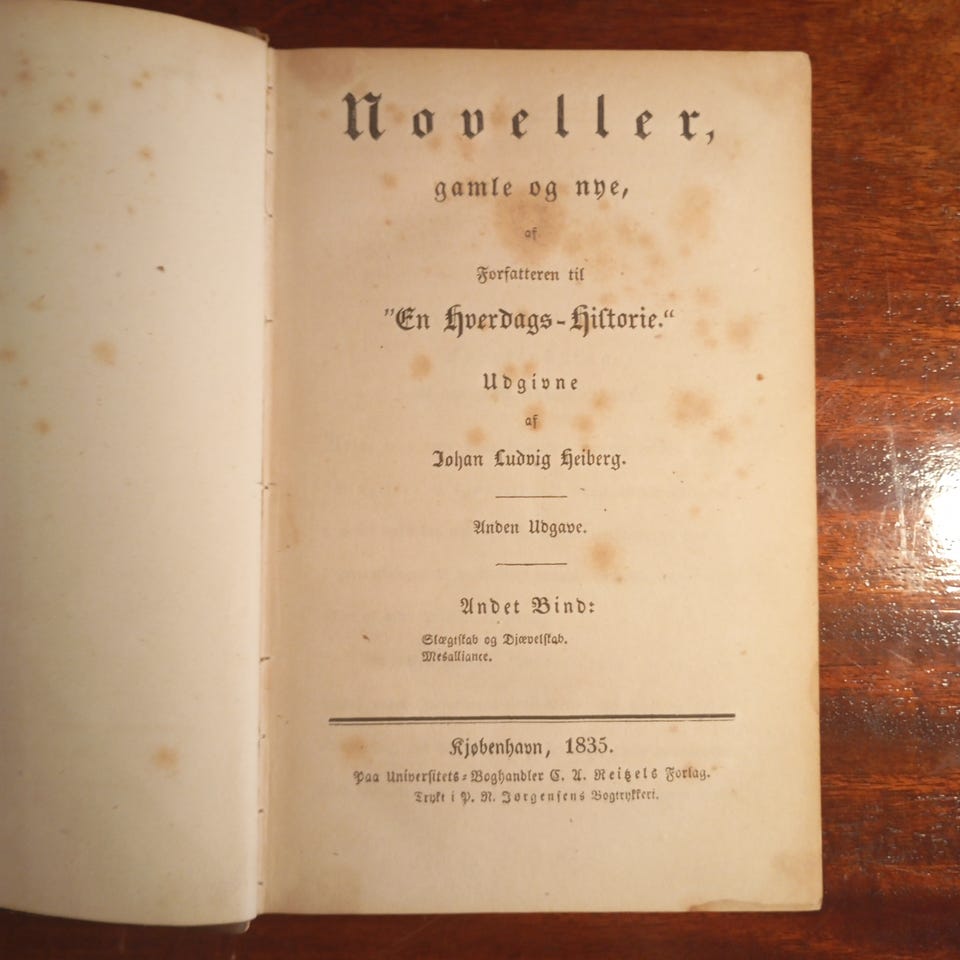 Noveller,
gamle og nye,
af
Forfatteren til
"En Hverdags-Historie."
Udgivne
af
Johan Ludvig Heiberg.
Anden Udgave.
Andet Bind:
Slægtskab og Djævelskab.
Mesalliance.
Kjøbenhavn, 1835.
Paa Universitets-Boghandler C. A. Reitzels Forlag.
Trykt i P. N. Jørgensens Bogtrykkeri.